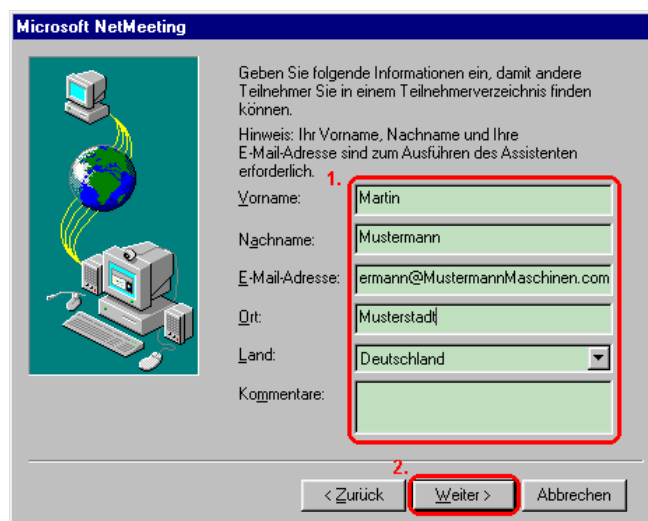 Microsoft NetMeeting
Geben Sie folgende Informationen ein, damit andere
Teilnehmer Sie in einem Teilnehmerverzeichnis finden
können.
Hinweis: Ihr Vorname, Nachname und Ihre
E-Mail-Adresse sind zum Ausführen des Assistenten
erforderlich.
1.
Vorname: Martin
Nachname: Mustermann
E-Mail-Adresse: ermann@MustermannMaschinen.com
Ort: Musterstadt
Land: Deutschland
Kommentare:
2.
< Zurück Weiter > Abbrechen